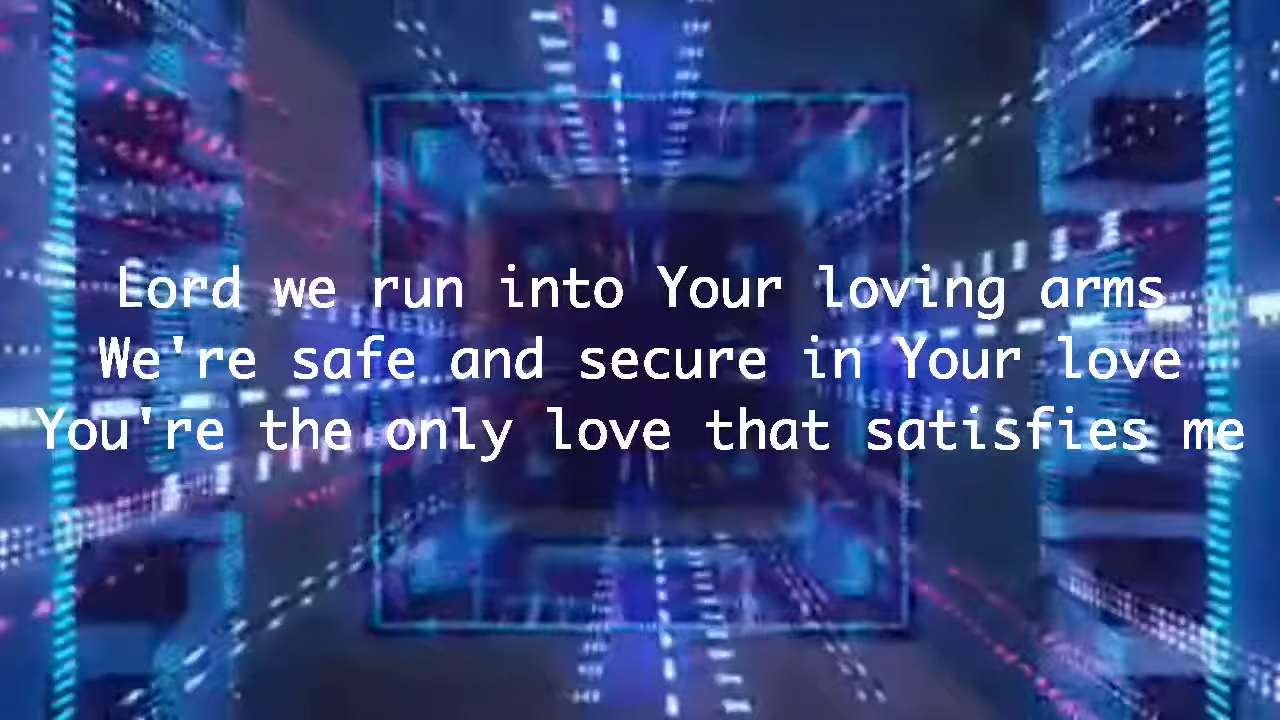 Lord we run into Your loving arms
We're safe and secure in Your love
You're the only love that satisfies me